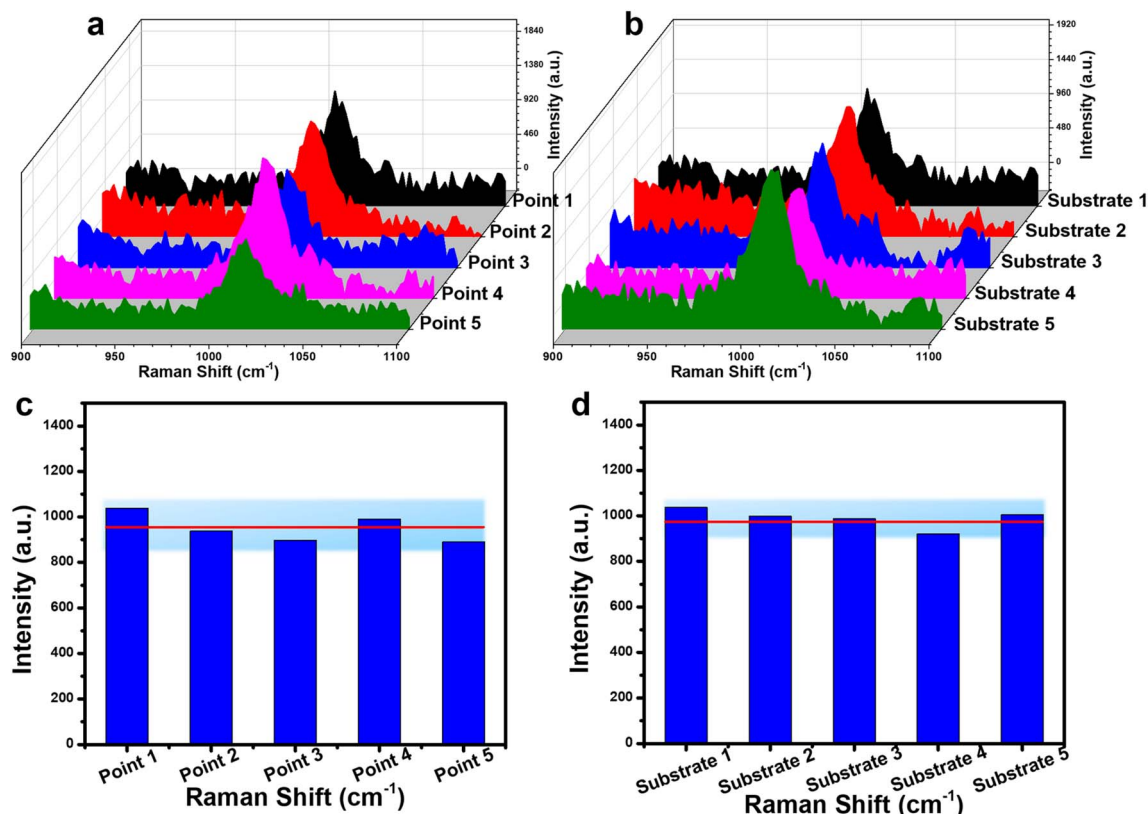 a
1840
1380
920
460
0
Intensity (a.u.)
Point 1
Point 2
Point 3
Point 4
Point 5
900
950
1000
1050
1100
Raman Shift (cm⁻¹)
b
1920
1440
960
480
0
Intensity (a.u.)
Substrate 1
Substrate 2
Substrate 3
Substrate 4
Substrate 5
900
950
1000
1050
1100
Raman Shift (cm⁻¹)
c
Intensity (a.u.)
1400
1200
1000
800
600
400
200
0
Point 1
Point 2
Point 3
Point 4
Point 5
Raman Shift (cm⁻¹)
d
Intensity (a.u.)
1400
1200
1000
800
600
400
200
0
Substrate 1
Substrate 2
Substrate 3
Substrate 4
Substrate 5
Raman Shift (cm⁻¹)